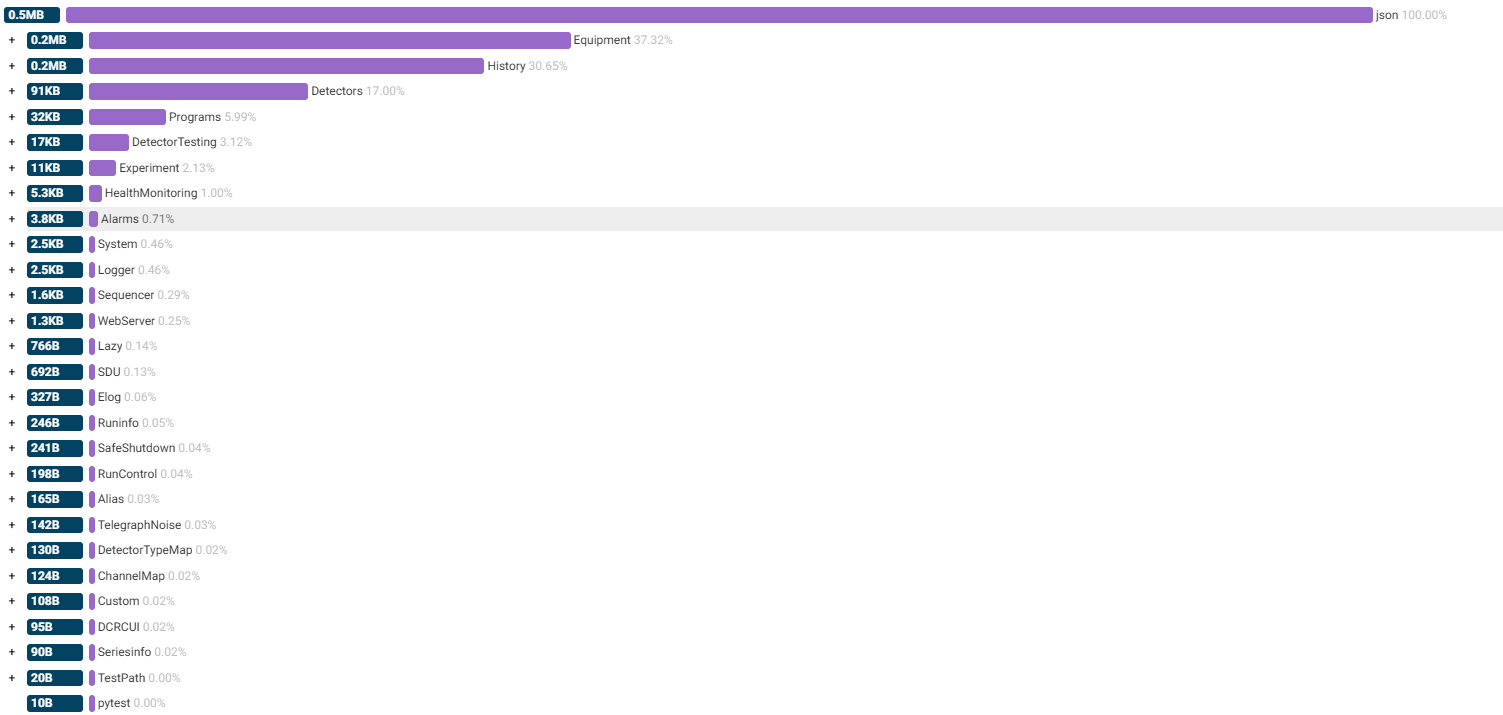 0.5MB json 100.00%
+ 0.2MB Equipment 37.32%
+ 0.2MB History 30.65%
+ 91KB Detectors 17.00%
+ 32KB Programs 5.99%
+ 17KB DetectorTesting 3.12%
+ 11KB Experiment 2.13%
+ 5.3KB HealthMonitoring 1.00%
+ 3.8KB Alarms 0.71%
+ 2.5KB System 0.46%
+ 2.5KB Logger 0.46%
+ 1.6KB Sequencer 0.29%
+ 1.3KB WebServer 0.25%
+ 766B Lazy 0.14%
+ 692B SDU 0.13%
+ 327B Elog 0.06%
+ 246B Runinfo 0.05%
+ 241B SafeShutdown 0.04%
+ 198B RunControl 0.04%
+ 165B Alias 0.03%
+ 142B TelegraphNoise 0.03%
+ 130B DetectorTypeMap 0.02%
+ 124B ChannelMap 0.02%
+ 108B Custom 0.02%
+ 95B DCRCUI 0.02%
+ 90B Seriesinfo 0.02%
+ 20B TestPath 0.00%
10B pytest 0.00%